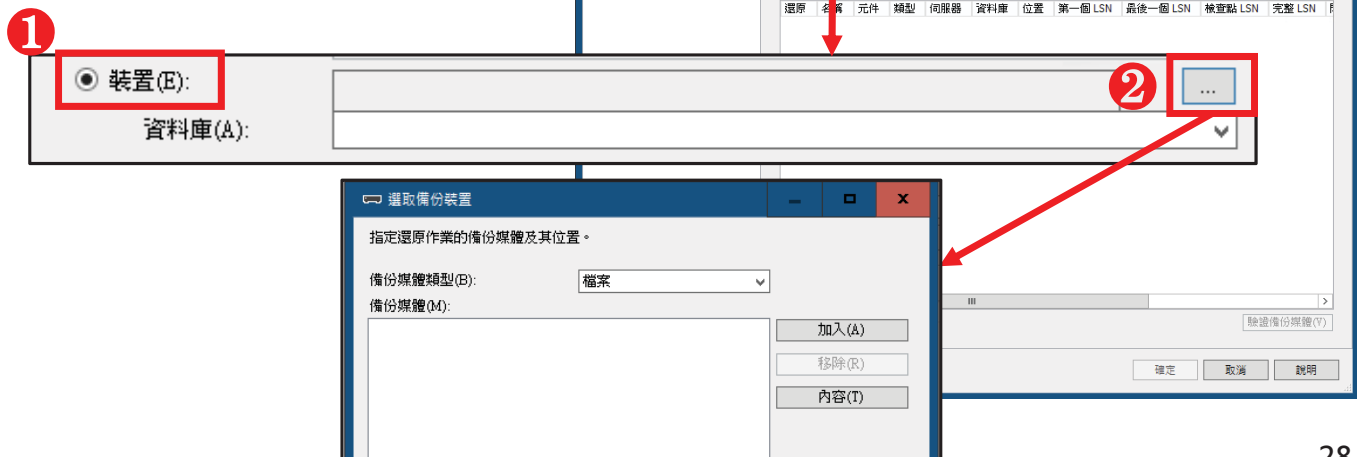 還原 名稱 元件 類型 伺服器 資料庫 位置 第一個 LSN 最後一個 LSN 檢查點 LSN 完整 LSN
1
裝置(E):
2
...
資料庫(A):
選取備份裝置
指定還原作業的備份媒體及其位置。
備份媒體類型(B):
檔案
備份媒體(M):
加入(A)
移除(R)
內容(T)
驗證備份媒體(V)
確定 取消 說明
28